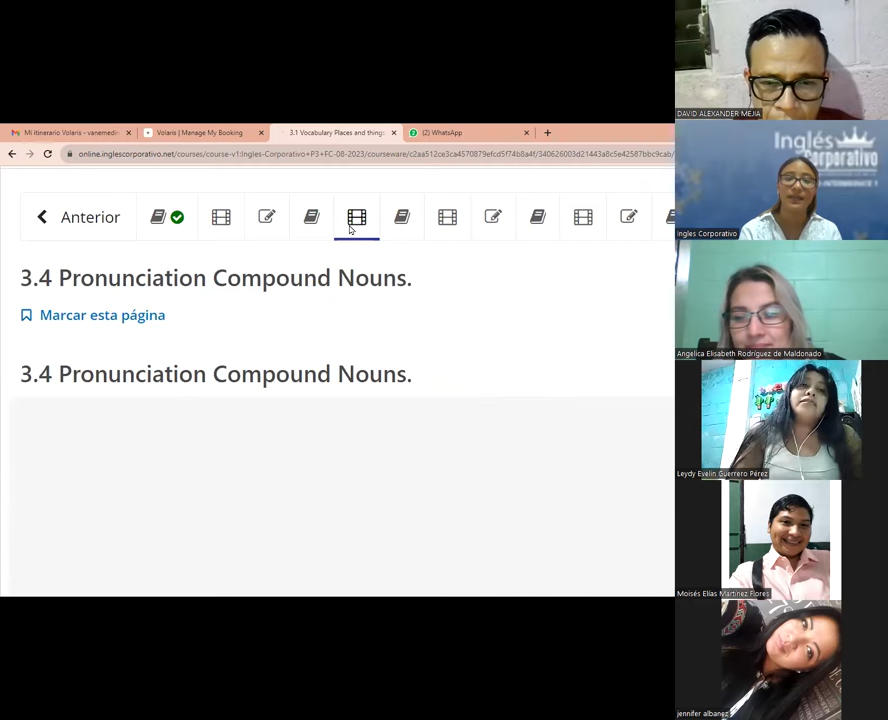 Mi itinerario Volaris - vanemedin
Volaris | Manage My Booking
3.1 Vocabulary Places and things
(2) WhatsApp
online.inglescorporativo.net/courses/course-v1:Ingles-Corporativo+P3+FC-08-2023/courseware/c2aa512ce3ca4570879efcd5f74b8a4f/340626003d21443a8c5e42587bbc9cab/
Anterior
3.4 Pronunciation Compound Nouns.
Marcar esta página
3.4 Pronunciation Compound Nouns.
DAVID ALEXANDER MEJIA
Inglés
Corporativo
Ingles Corporativo
Angelica Elisabeth Rodríguez de Maldonado
Leydy Evelin Guerrero Pérez
Moisés Elías Martínez Flores
jennifer albanez